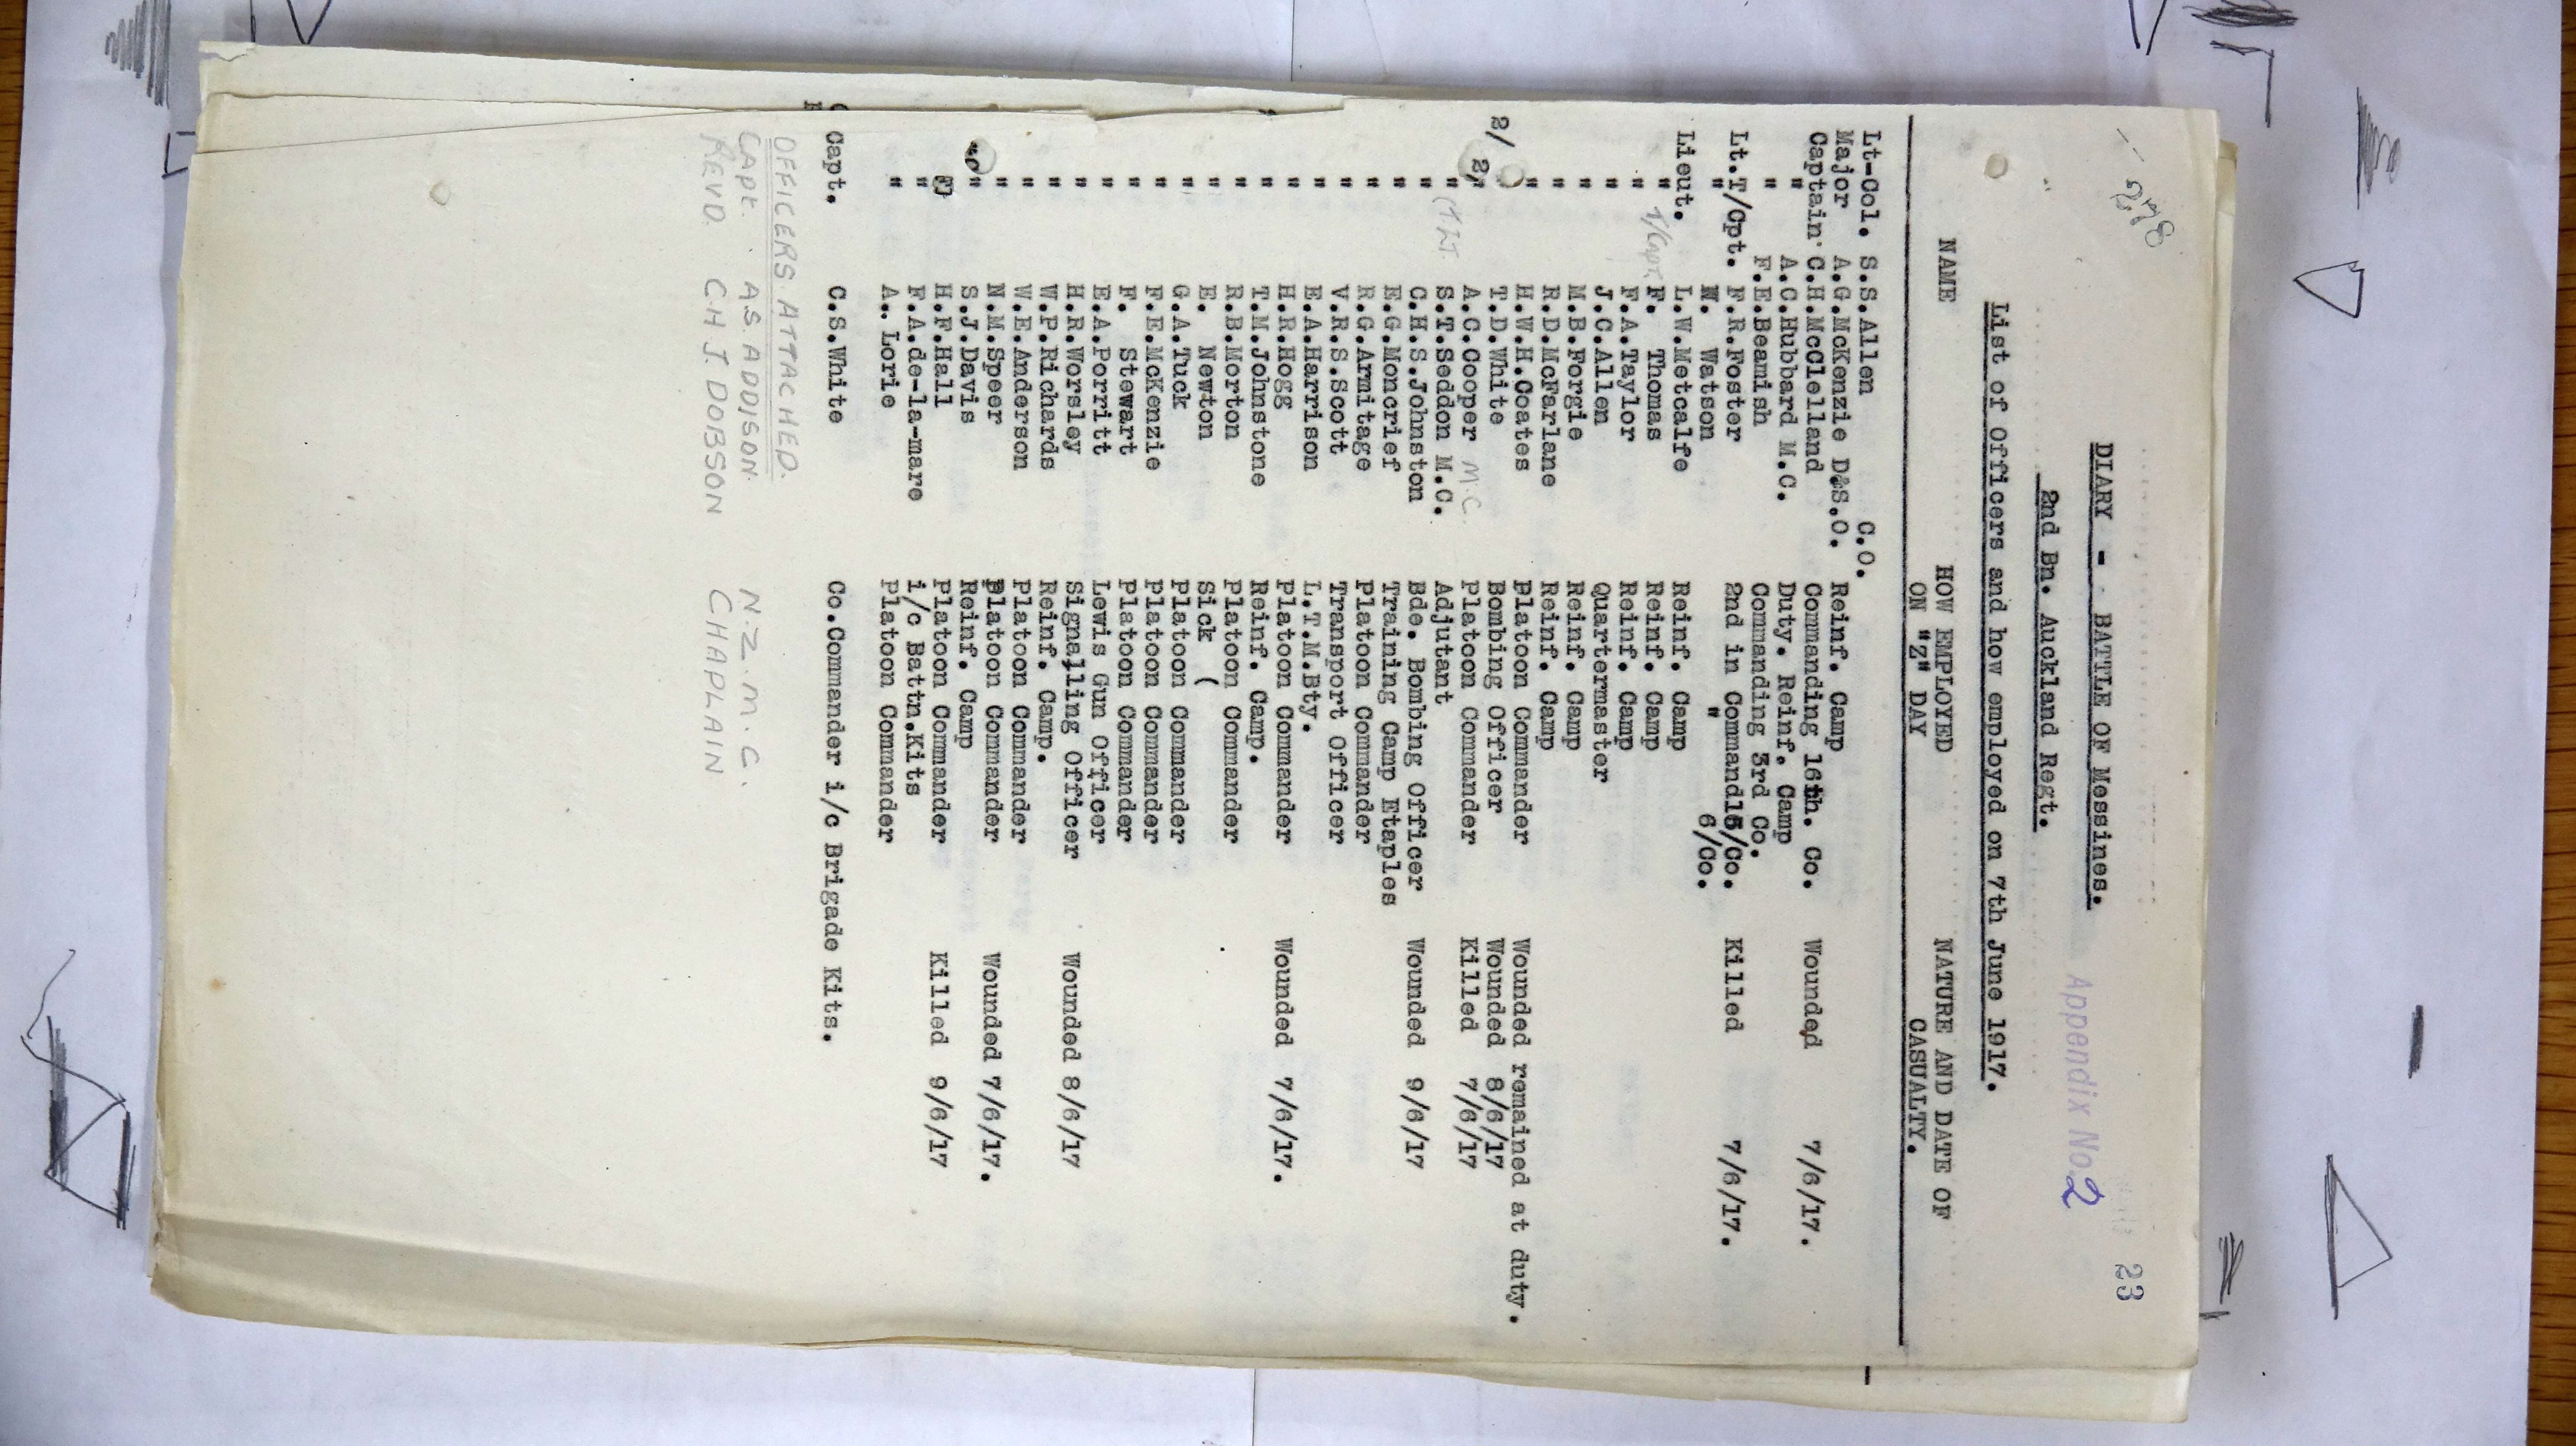 23
DIARY - BATTLE OF Messines.
Appendix No.2
2nd Bn. Auckland Regt.
List of Officers and how employed on 7th June 1917.
NAME HOW EMPLOYED NATURE AND DATE OF
ON "Z" DAY CASUALTY.
Lt-Col. S.S.Allen C.O.
Major A.G.McKenzie D.S.O. Reinf. Camp
Captain C.H.McClelland Commanding 16th. Co. Wounded 7/6/17.
" A.C.Hubbard M.C. Duty. Reinf. Camp
" F.E.Beamish Commanding 3rd Co.
Lt.T/Cpt. F.R.Foster 2nd in Command 15/Co. Killed 7/6/17.
" N. Watson " 6/Co.
Lieut. L.W.Metcalfe Reinf. Camp
" T/Capt. F. Thomas Reinf. Camp
" F.A.Taylor Reinf. Camp
" J.C.Allen Quartermaster
" M.B.Forgie Reinf. Camp
" R.D.McFarlane Reinf. Camp
" H.W.H.Coates Platoon Commander Wounded remained at duty.
2/ T.D.White Bombing Officer Wounded 8/6/17
2/ " A.C.Cooper M.C. Platoon Commander Killed 7/6/17
" S.T.Seddon M.C. Adjutant
" C.H.S.Johnston Bde. Bombing Officer Wounded 9/6/17
" E.G.Moncrief Training Camp Etaples
" R.G.Armitage Platoon Commander
" V.R.S.Scott Transport Officer
" E.A.Harrison L.T.M.Bty.
" H.R.Hogg Platoon Commander Wounded 7/6/17.
" T.M.Johnstone Reinf. Camp.
" R.B.Morton Platoon Commander
" E. Newton Sick (
" G.A.Tuck Platoon Commander
" F.E.McKenzie Platoon Commander
" F. Stewart Platoon Commander
" E.A.Porritt Lewis Gun Officer
" H.R.Worsley Signalling Officer Wounded 8/6/17
" W.P.Richards Reinf. Camp.
" W.E.Anderson Platoon Commander
" N.M.Speer Platoon Commander Wounded 7/6/17.
" S.J.Davis Reinf. Camp
" H.F.Hall Platoon Commander Killed 9/6/17
" F.A.de-la-mare i/c Battn.Kits
" A. Lorie Platoon Commander
Capt. C.S.White Co.Commander i/c Brigade Kits.
OFFICERS ATTACHED.
Capt. A.S. ADDISON. N.Z.M.C.
REVD. C.H.J. DOBSON CHAPLAIN